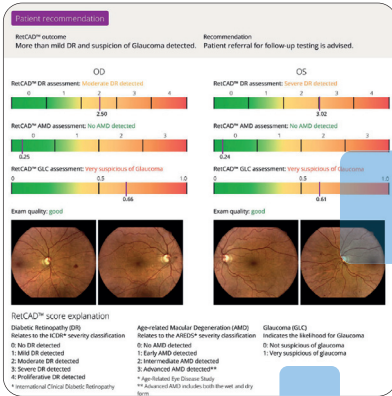 Patient recommendation
RetCAD™ outcome
More than mild DR and suspicion of Glaucoma detected.
Recommendation
Patient referral for follow-up testing is advised.
OD
RetCAD™ DR assessment: Moderate DR detected
0 1 2 3 4
2.50
RetCAD™ AMD assessment: No AMD detected
0 1 2 3
0.25
RetCAD™ GLC assessment: Very suspicious of Glaucoma
0 0.5 1.0
0.66
Exam quality: good
OS
RetCAD™ DR assessment: Severe DR detected
0 1 2 3 4
3.02
RetCAD™ AMD assessment: No AMD detected
0 1 2 3
0.24
RetCAD™ GLC assessment: Very suspicious of Glaucoma
0 0.5 1.0
0.61
Exam quality: good
RetCAD™ score explanation
Diabetic Retinopathy (DR)
Relates to the ICDR* severity classification
0: No DR detected
1: Mild DR detected
2: Moderate DR detected
3: Severe DR detected
4: Proliferative DR detected
* International Clinical Diabetic Retinopathy
Age-related Macular Degeneration (AMD)
Relates to the AREDS* severity classification
0: No AMD detected
1: Early AMD detected
2: Intermediate AMD detected
3: Advanced AMD detected**
* Age-Related Eye Disease Study
** Advanced AMD includes both the wet and dry
form
Glaucoma (GLC)
Indicates the likelihood for Glaucoma
0: Not suspicious of glaucoma
1: Very suspicious of glaucoma